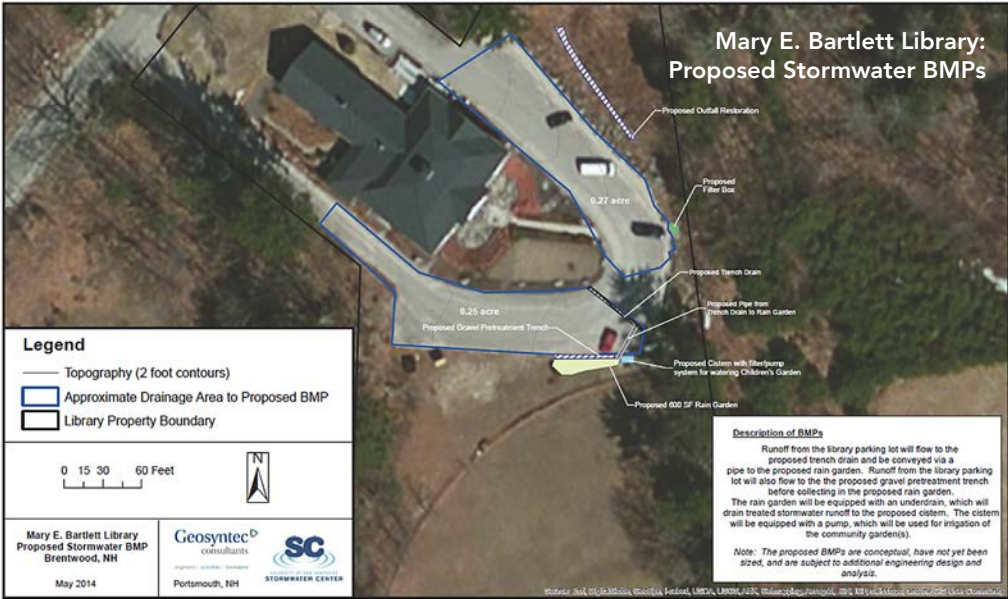 Mary E. Bartlett Library:
Proposed Stormwater BMPs
Proposed Outfall Restoration
Proposed
Filter Box
0.27 acre
Proposed Trench Drain
Proposed Pipe from
Trench Drain to Rain Garden
0.25 acre
Proposed Gravel Pretreatment Trench
Proposed Cistern with filter/pump
system for watering Children's Garden
Proposed 600 SF Rain Garden
Legend
Topography (2 foot contours)
Approximate Drainage Area to Proposed BMP
Library Property Boundary
0 15 30 60 Feet
N
Mary E. Bartlett Library
Proposed Stormwater BMP
Brentwood, NH
May 2014
Geosyntec
consultants
engineers | scientists | innovators
Portsmouth, NH
SC
UNIVERSITY OF NEW HAMPSHIRE
STORMWATER CENTER
Description of BMPs
Runoff from the library parking lot will flow to the
proposed trench drain and be conveyed via a
pipe to the proposed rain garden. Runoff from the library parking
lot will also flow to the the proposed gravel pretreatment trench
before collecting in the proposed rain garden.
The rain garden will be equipped with an underdrain, which will
drain treated stormwater runoff to the proposed cistern. The cistern
will be equipped with a pump, which will be used for irrigation of
the community garden(s).
Note: The proposed BMPs are conceptual, have not yet been
sized, and are subject to additional engineering design and
analysis.